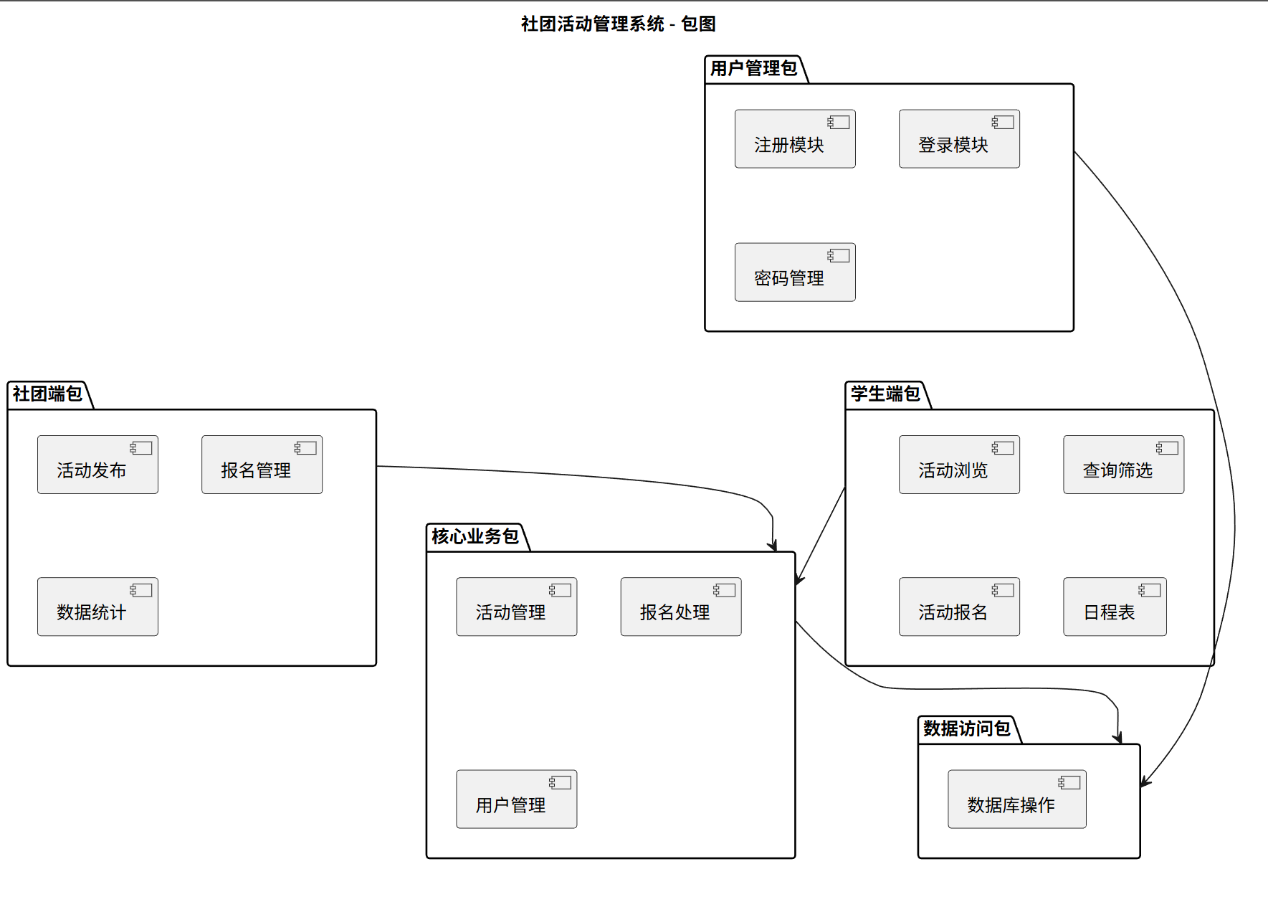 社团活动管理系统 - 包图
用户管理包
注册模块
登录模块
密码管理
社团端包
活动发布
报名管理
数据统计
学生端包
活动浏览
查询筛选
活动报名
日程表
核心业务包
活动管理
报名处理
用户管理
数据访问包
数据库操作